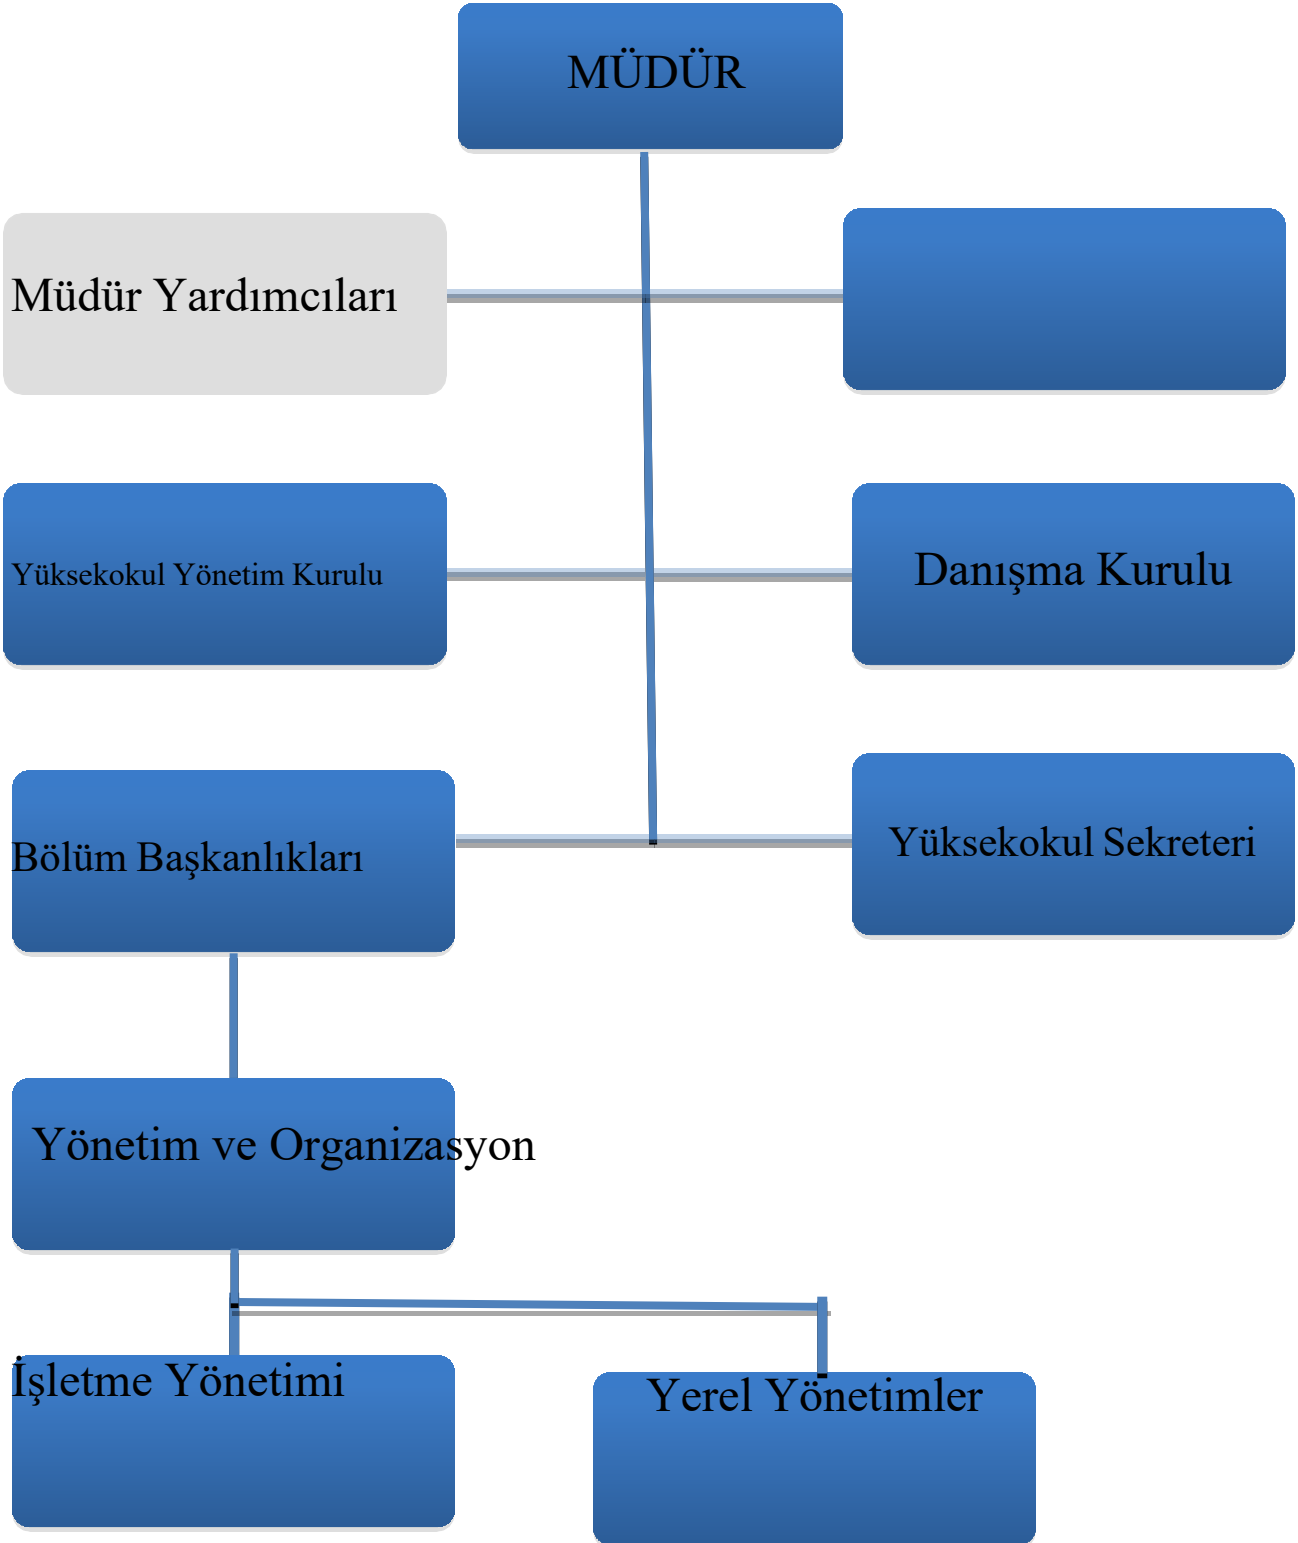 MÜDÜR
Müdür Yardımcıları
Yüksekokul Yönetim Kurulu
Danışma Kurulu
Bölüm Başkanlıkları
Yüksekokul Sekreteri
Yönetim ve Organizasyon
İşletme Yönetimi
Yerel Yönetimler